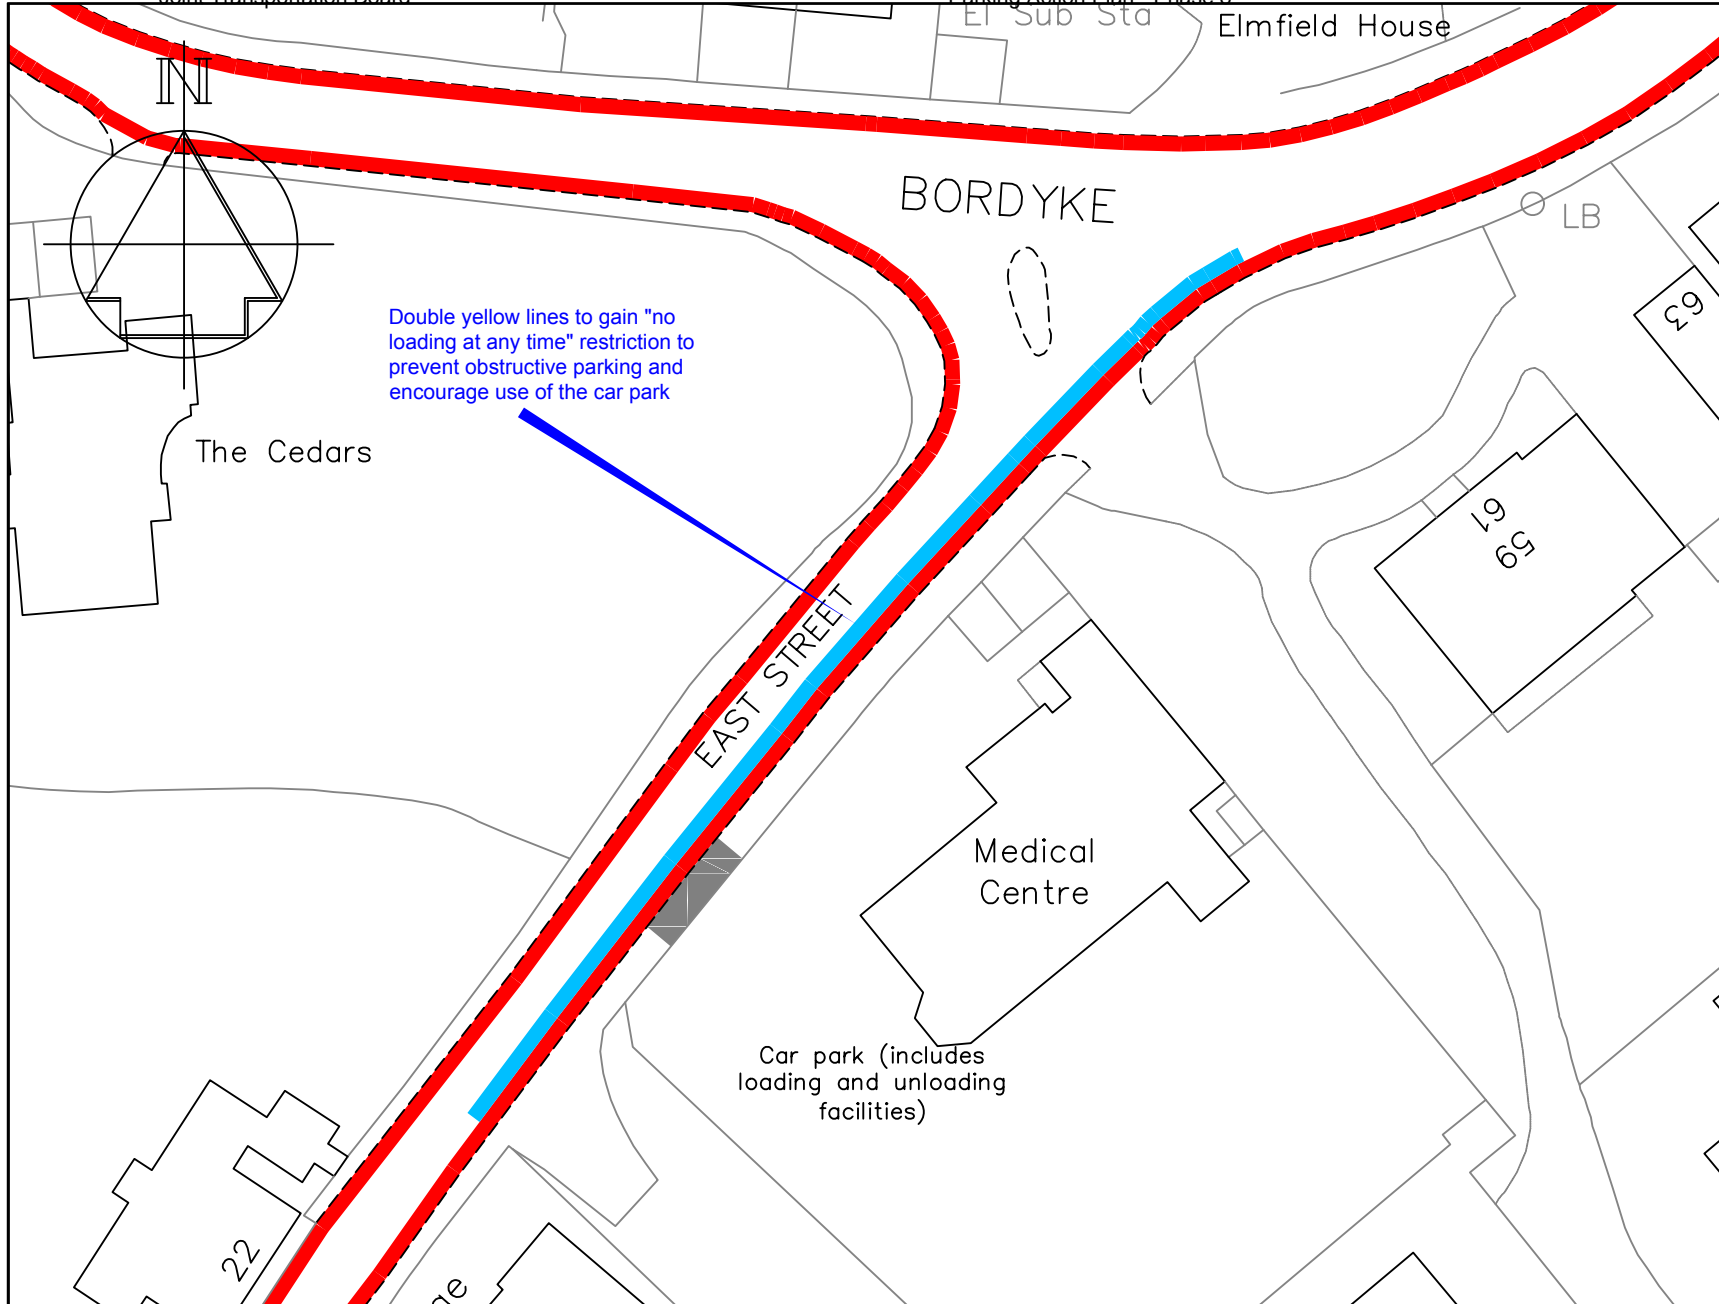 El Sub Sta
Elmfield House
N
BORDYKE
LB
63
Double yellow lines to gain "no
loading at any time" restriction to
prevent obstructive parking and
encourage use of the car park
The Cedars
61
59
EAST STREET
Medical
Centre
Car park (includes
loading and unloading
facilities)
22